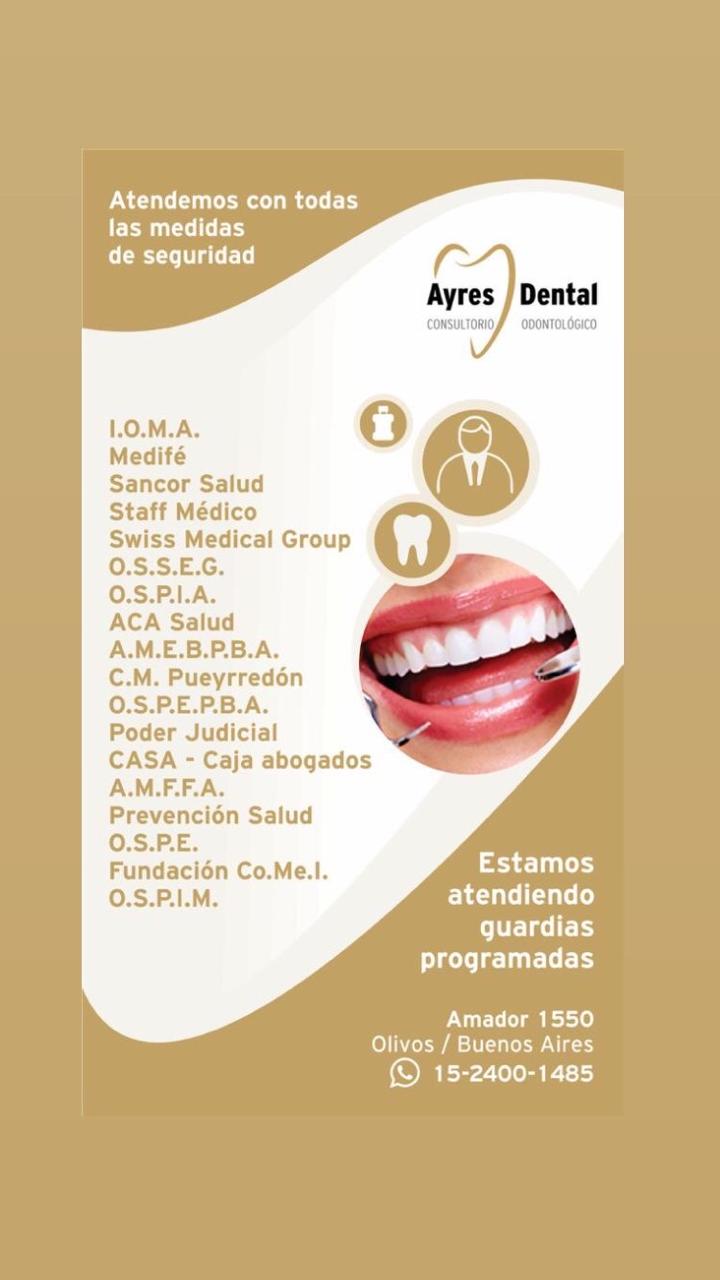 Atendemos con todas
las medidas
de seguridad
Ayres Dental
CONSULTORIO ODONTOLÓGICO
I.O.M.A.
Medifé
Sancor Salud
Staff Médico
Swiss Medical Group
O.S.S.E.G.
O.S.P.I.A.
ACA Salud
A.M.E.B.P.B.A.
C.M. Pueyrredón
O.S.P.E.P.B.A.
Poder Judicial
CASA - Caja abogados
A.M.F.F.A.
Prevención Salud
O.S.P.E.
Fundación Co.Me.I.
O.S.P.I.M.
Estamos
atendiendo
guardias
programadas
Amador 1550
Olivos / Buenos Aires
15-2400-1485